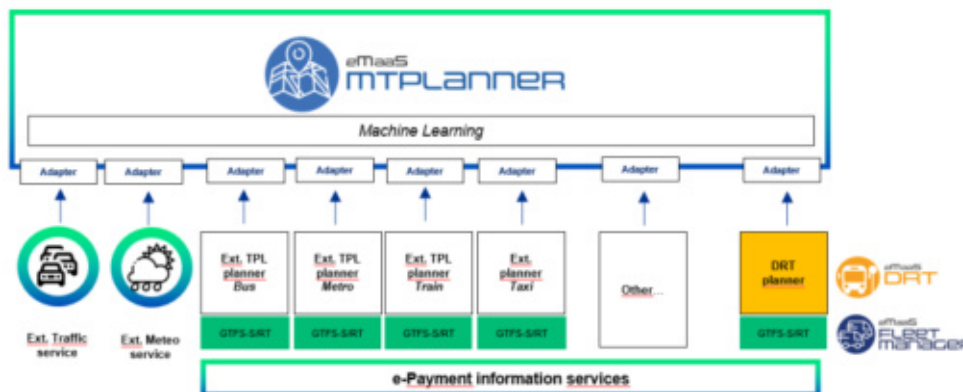 eMaaS
MTPLANNER
Machine Learning
Adapter
Adapter
Adapter
Adapter
Adapter
Adapter
Adapter
Adapter
Ext. TPL
planner
Bus
Ext. TPL
planner
Metro
Ext. TPL
planner
Train
Ext.
planner
Taxi
Other...
DRT
planner
eMaaS
DRT
GTFS-S/RT
GTFS-S/RT
GTFS-S/RT
GTFS-S/RT
GTFS-S/RT
eMaaS
FLEET
MANAGER
Ext. Traffic
service
Ext. Meteo
service
e-Payment information services